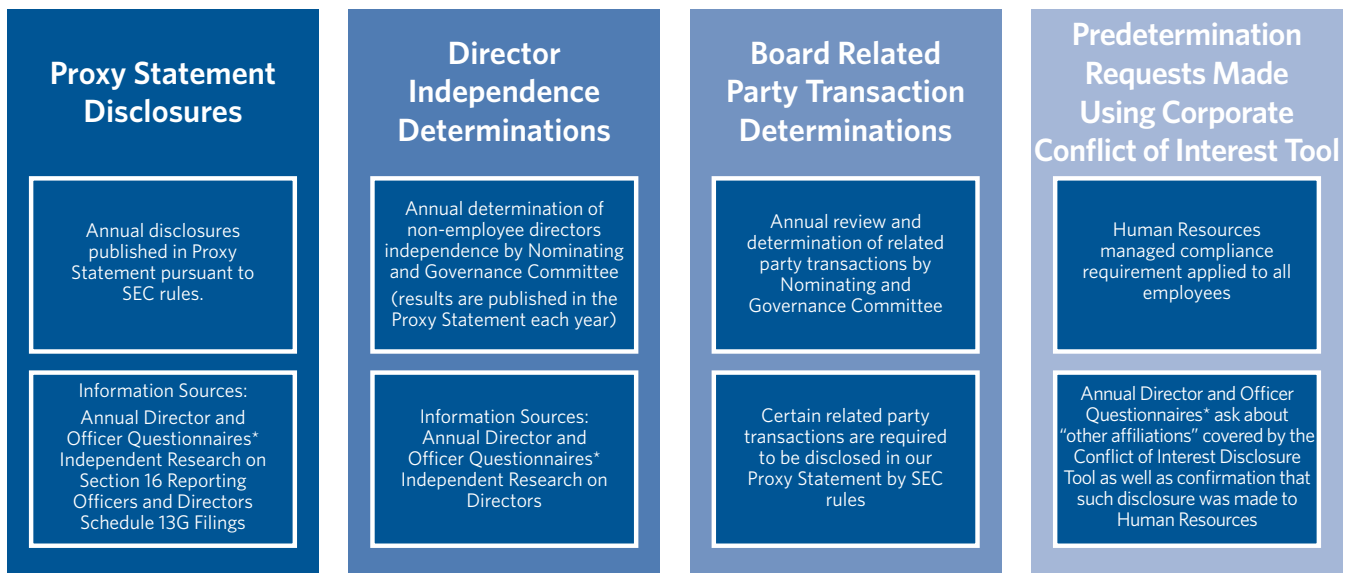 Proxy Statement
Disclosures
Annual disclosures
published in Proxy
Statement pursuant to
SEC rules.
Information Sources:
Annual Director and
Officer Questionnaires*
Independent Research on
Section 16 Reporting
Officers and Directors
Schedule 13G Filings
Director
Independence
Determinations
Annual determination of
non-employee directors
independence by Nominating
and Governance Committee
(results are published in the
Proxy Statement each year)
Information Sources:
Annual Director and
Officer Questionnaires*
Independent Research on
Directors
Board Related
Party Transaction
Determinations
Annual review and
determination of related
party transactions by
Nominating and
Governance Committee
Certain related party
transactions are required
to be disclosed in our
Proxy Statement by SEC
rules
Predetermination
Requests Made
Using Corporate
Conflict of Interest Tool
Human Resources
managed compliance
requirement applied to all
employees
Annual Director and Officer
Questionnaires* ask about
“other affiliations” covered by the
Conflict of Interest Disclosure
Tool as well as confirmation that
such disclosure was made to
Human Resources